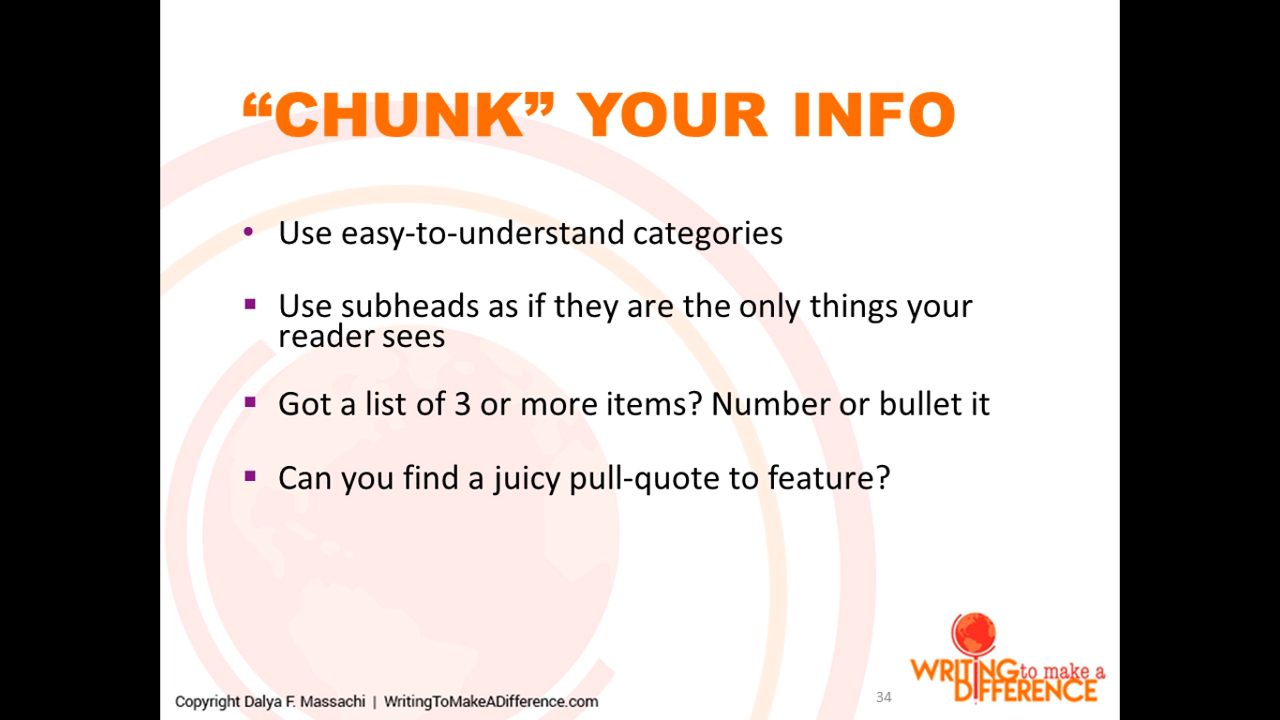 “CHUNK” YOUR INFO
• Use easy-to-understand categories
▪ Use subheads as if they are the only things your
reader sees
▪ Got a list of 3 or more items? Number or bullet it
▪ Can you find a juicy pull-quote to feature?
WRITING to make a
DIFFERENCE
Copyright Dalya F. Massachi | WritingToMakeADifference.com
34